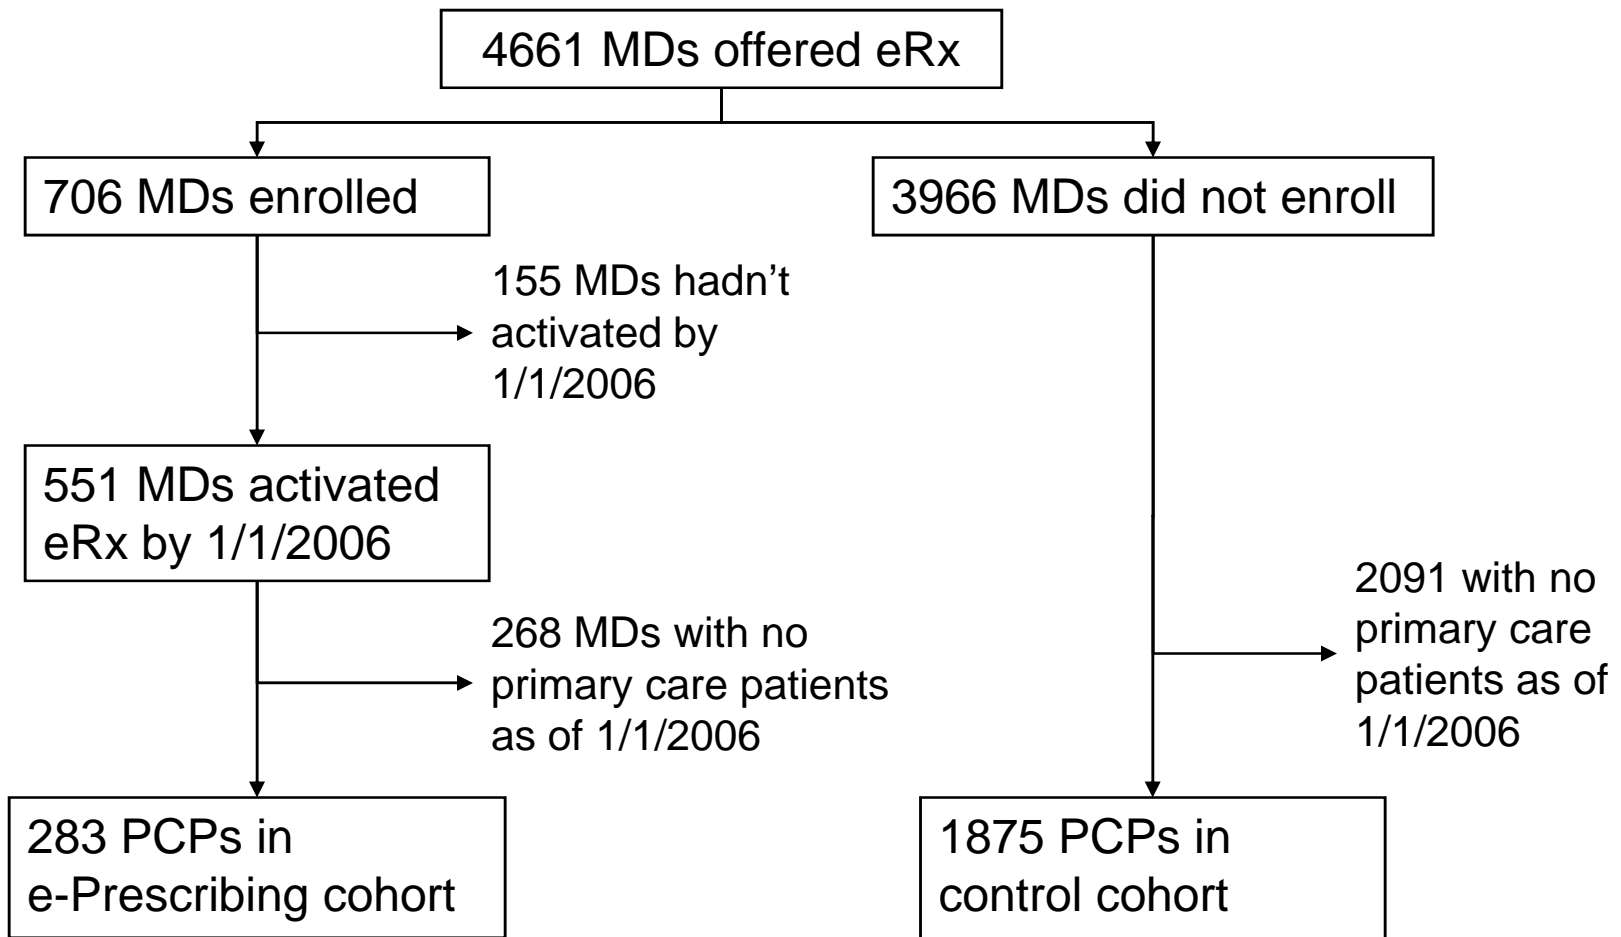 4661 MDs offered eRx
706 MDs enrolled
3966 MDs did not enroll
155 MDs hadn’t
activated by
1/1/2006
551 MDs activated
eRx by 1/1/2006
2091 with no
primary care
patients as of
1/1/2006
268 MDs with no
primary care patients
as of 1/1/2006
283 PCPs in
e-Prescribing cohort
1875 PCPs in
control cohort